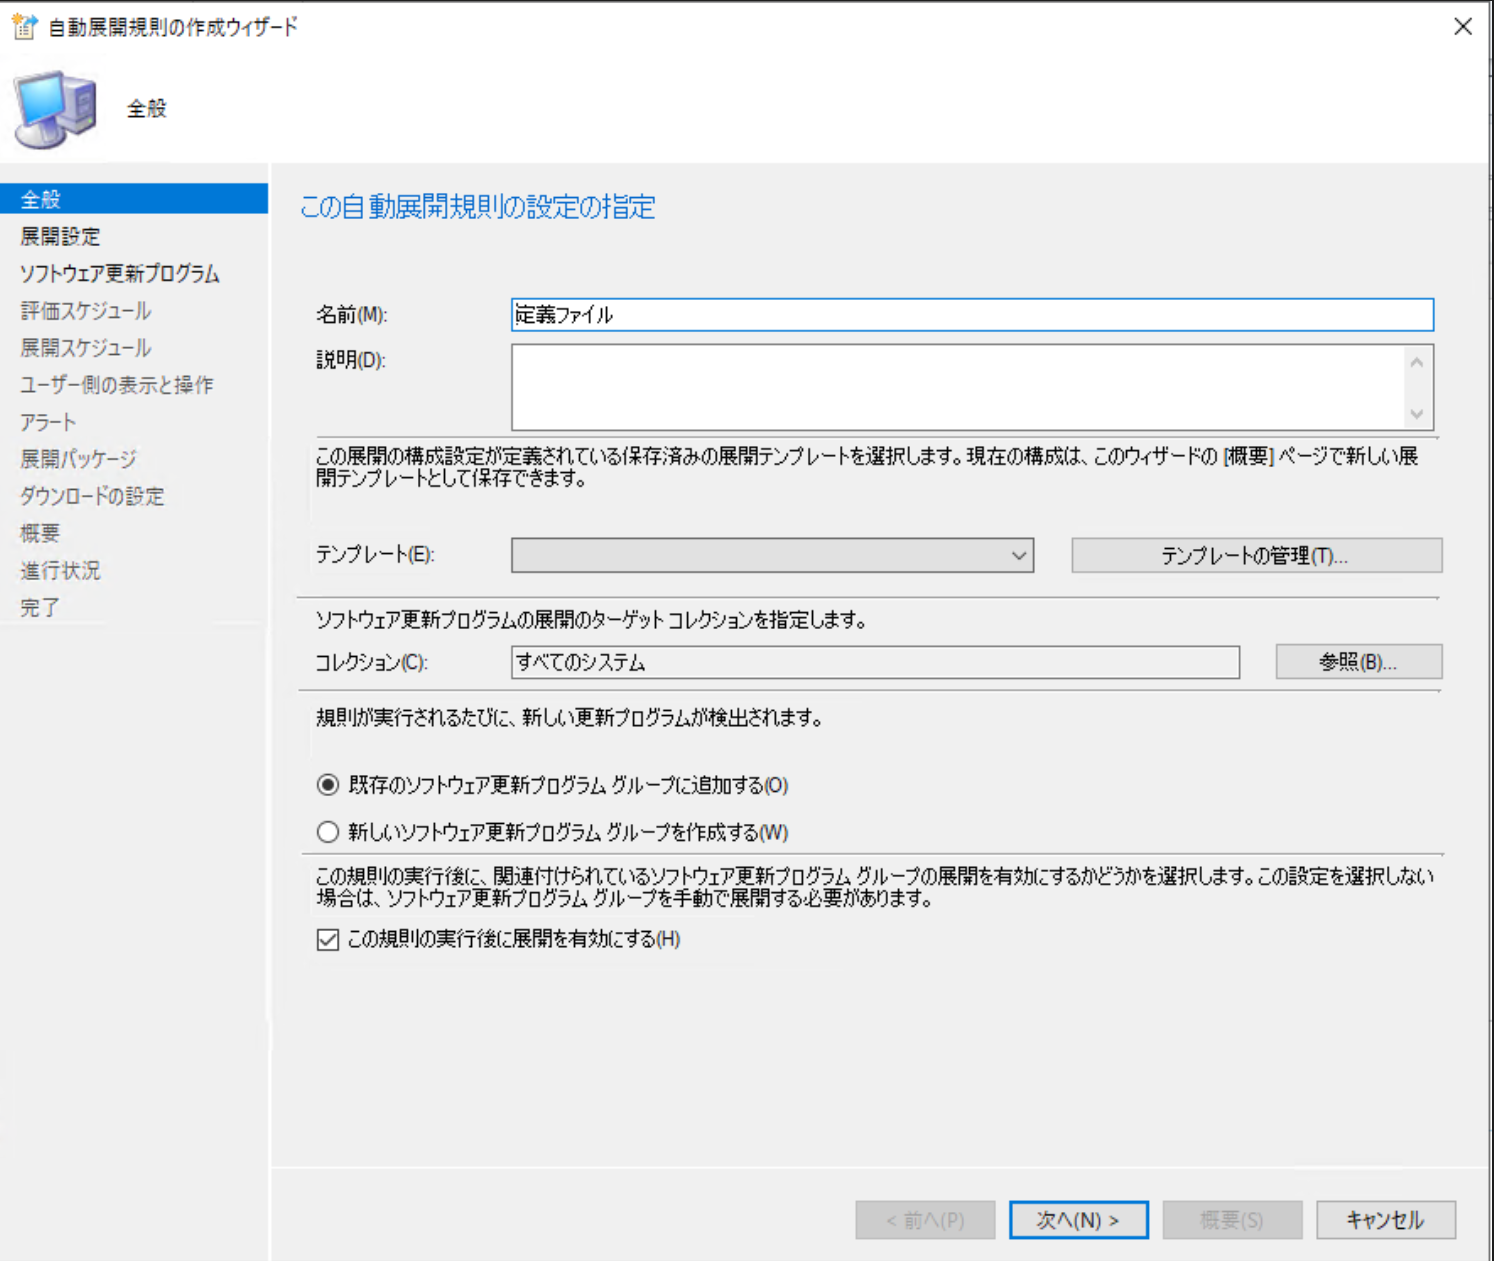 自動展開規則の作成ウィザード
全般
全般
展開設定
ソフトウェア更新プログラム
評価スケジュール
展開スケジュール
ユーザー側の表示と操作
アラート
展開パッケージ
ダウンロードの設定
概要
進行状況
完了
この自動展開規則の設定の指定
名前(M):
定義ファイル
説明(D):
この展開の構成設定が定義されている保存済みの展開テンプレートを選択します。現在の構成は、このウィザードの [概要] ページで新しい展
開テンプレートとして保存できます。
テンプレート(E):
テンプレートの管理(T)...
ソフトウェア更新プログラムの展開のターゲット コレクションを指定します。
コレクション(C):
すべてのシステム
参照(B)...
規則が実行されるたびに、新しい更新プログラムが検出されます。
既存のソフトウェア更新プログラム グループに追加する(O)
新しいソフトウェア更新プログラム グループを作成する(W)
この規則の実行後に、関連付けられているソフトウェア更新プログラム グループの展開を有効にするかどうかを選択します。この設定を選択しない
場合は、ソフトウェア更新プログラム グループを手動で展開する必要があります。
この規則の実行後に展開を有効にする(H)
< 前へ(P)
次へ(N) >
概要(S)
キャンセル